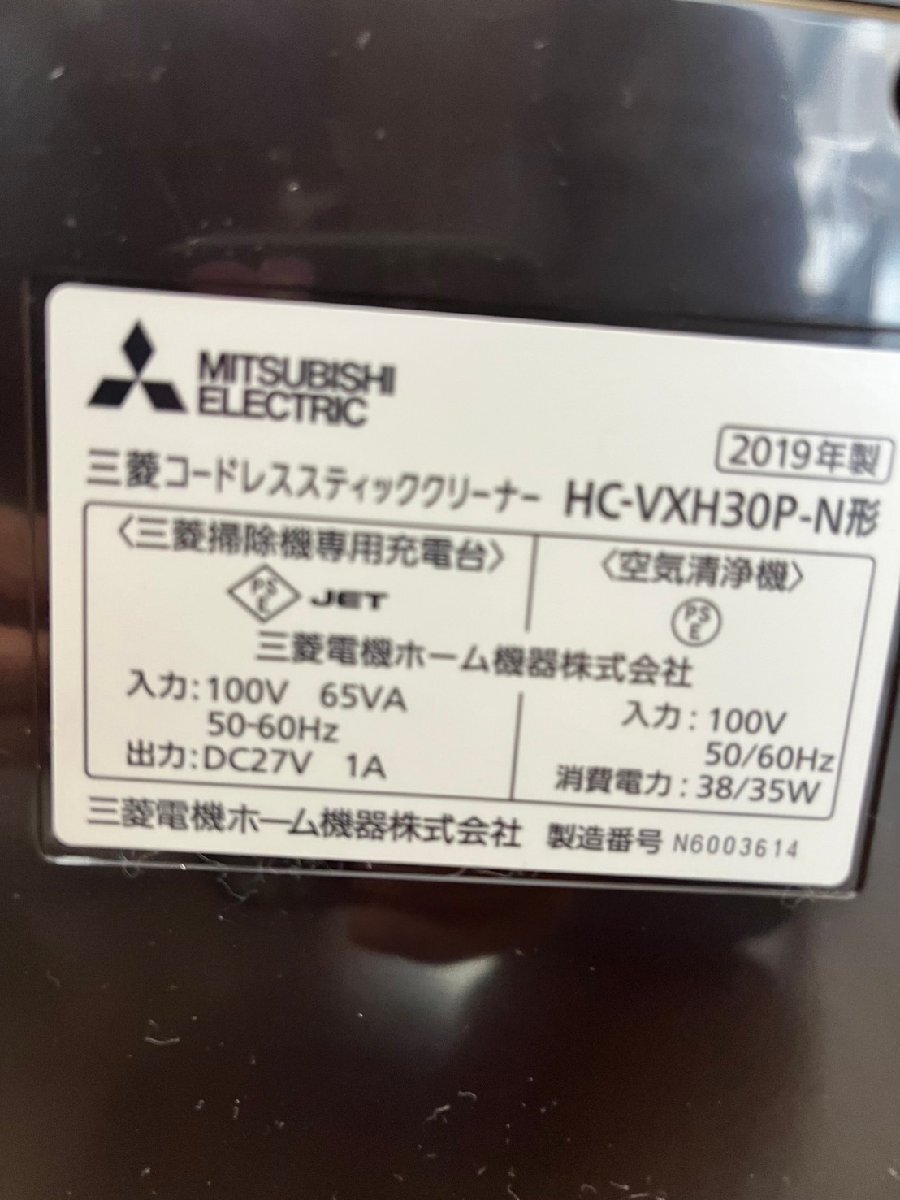 MITSUBISHI
ELECTRIC
2019年製
三菱コードレススティッククリーナー HC-VXH30P-N形
〈三菱掃除機専用充電台〉
PSE JET
〈空気清浄機〉
PSE
三菱電機ホーム機器株式会社
入力:100V 65VA
50-60Hz
出力:DC27V 1A
入力:100V
50/60Hz
消費電力:38/35W
三菱電機ホーム機器株式会社 製造番号 N6003614